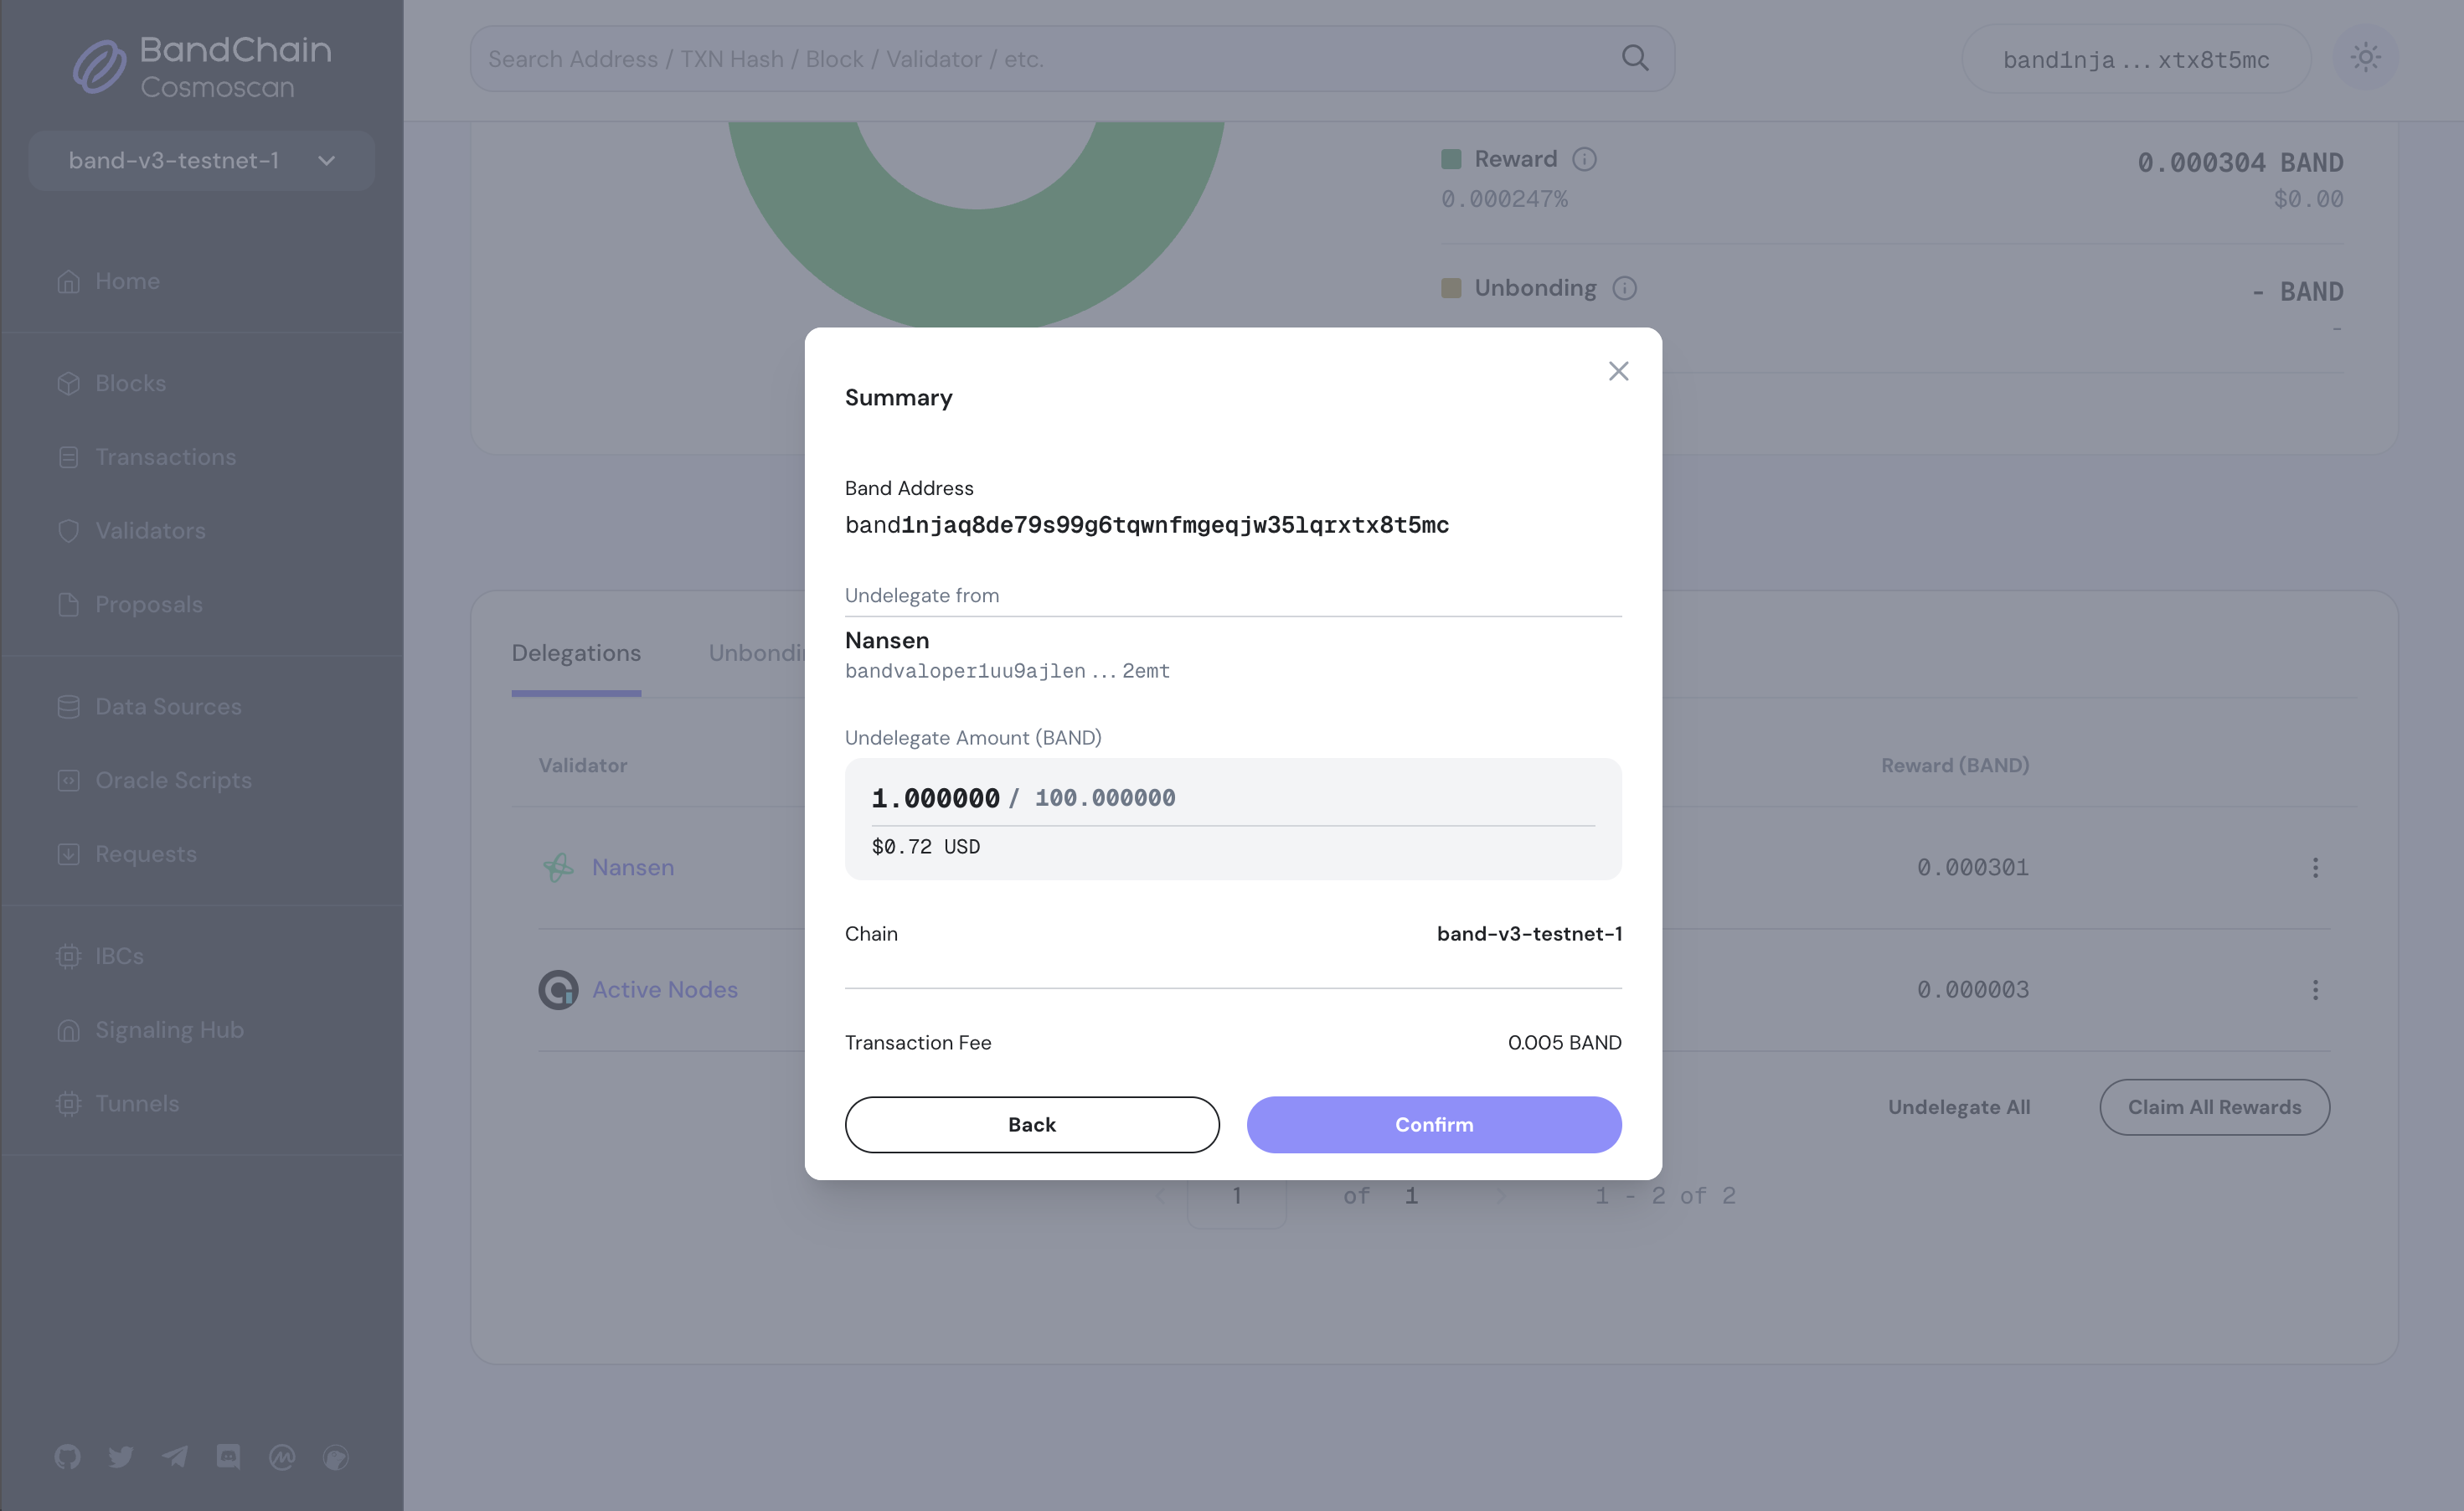 BandChain
Cosmoscan
band-v3-testnet-1
Home
Blocks
Transactions
Validators
Proposals
Data Sources
Oracle Scripts
Requests
IBCs
Signaling Hub
Tunnels
Search Address / TXN Hash / Block / Validator / etc.
band1nja...xtx8t5mc
Reward
0.000304 BAND
0.000247%
$0.00
Unbonding
- BAND
-
Delegations
Validator
Reward (BAND)
Nansen
0.000301
Active Nodes
0.000003
Undelegate All
Claim All Rewards
1 of 1
1 - 2 of 2
Summary
Band Address
band1njaq8de79s99g6tqwnfmgeqjw35lqrxtx8t5mc
Undelegate from
Nansen
bandvaloper1uu9ajlen...2emt
Undelegate Amount (BAND)
1.000000 / 100.000000
$0.72 USD
Chain
band-v3-testnet-1
Transaction Fee
0.005 BAND
Back
Confirm